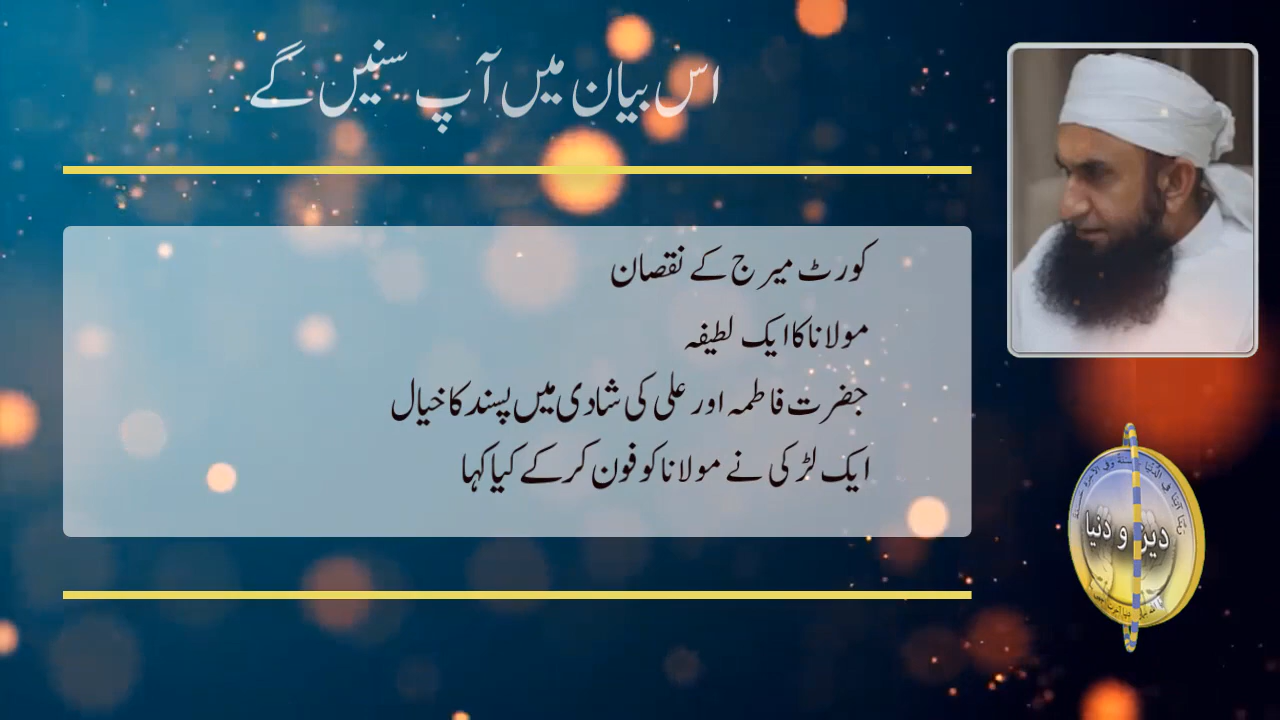 اس بیان میں آپ سنیں گے
کورٹ میرج کے نقصان
مولانا کا ایک لطیفہ
حضرت فاطمہ اور علی کی شادی میں پسند کا خیال
ایک لڑکی نے مولانا کو فون کر کے کیا کہا
دین و دنیا